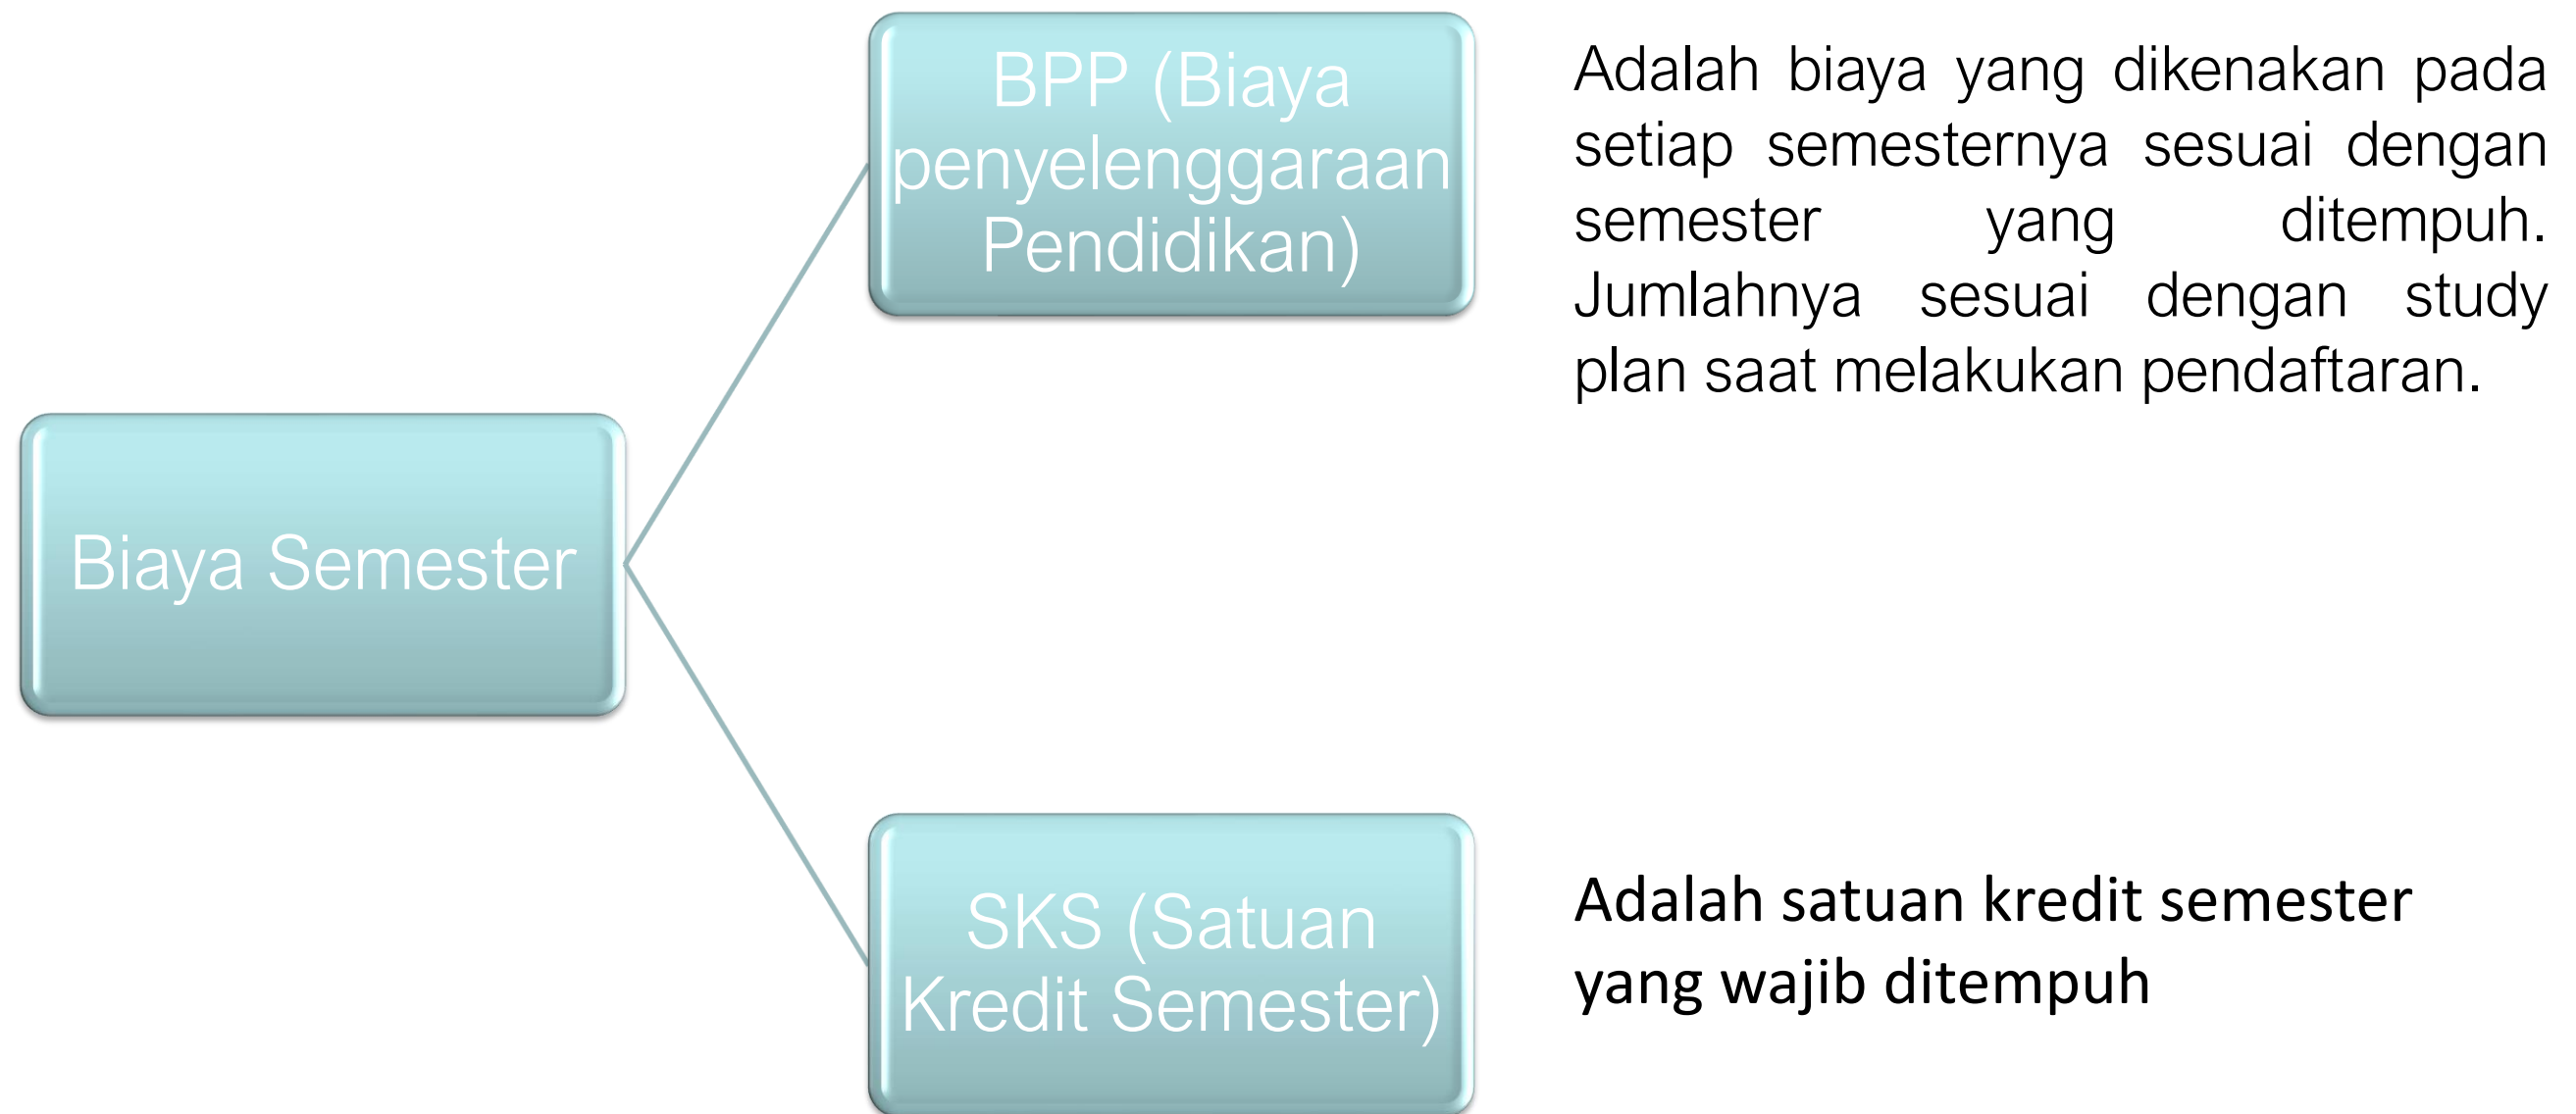 BPP (Biaya
penyelenggaraan
Pendidikan)
Adalah biaya yang dikenakan pada
setiap semesternya sesuai dengan
semester yang ditempuh.
Jumlahnya sesuai dengan study
plan saat melakukan pendaftaran.
Biaya Semester
SKS (Satuan
Kredit Semester)
Adalah satuan kredit semester
yang wajib ditempuh